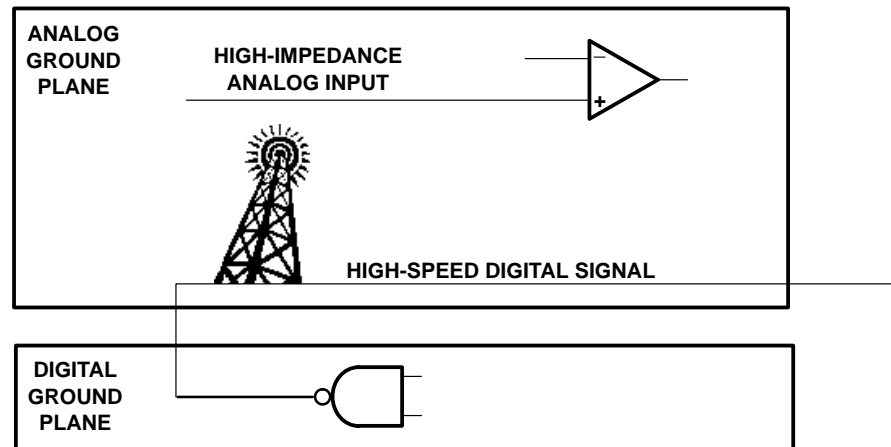 ANALOG
GROUND
PLANE
HIGH-IMPEDANCE
ANALOG INPUT
–
+
HIGH-SPEED DIGITAL SIGNAL
DIGITAL
GROUND
PLANE